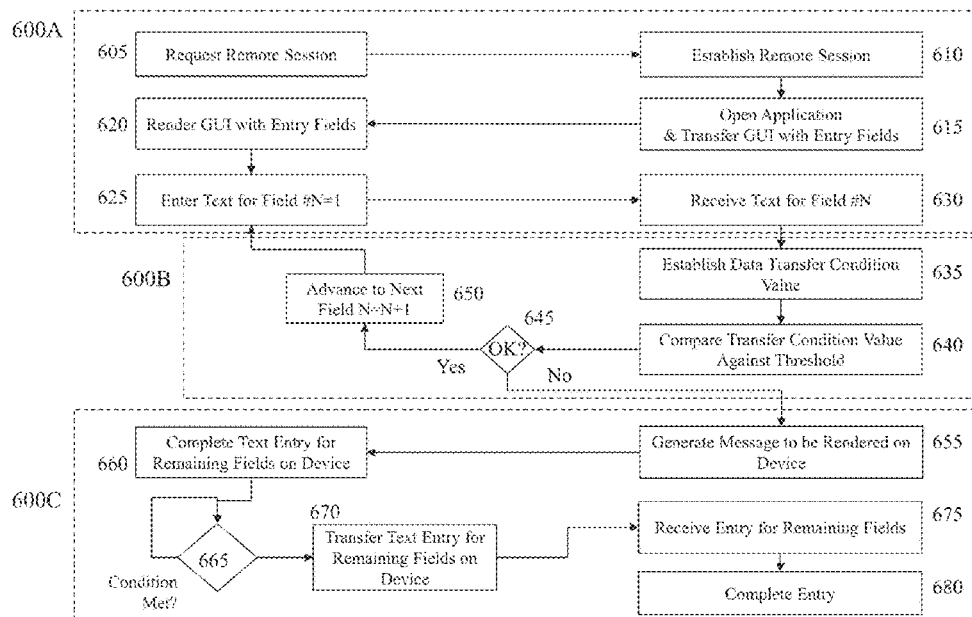 600A
605
Request Remote Session
Establish Remote Session
610
620
Render GUI with Entry Fields
Open Application
& Transfer GUI with Entry Fields
615
625
Enter Text for Field #N=1
Receive Text for Field #N
630
600B
Establish Data Transfer Condition
Value
635
Advance to Next
Field N=N+1
650
645
OK?
Compare Transfer Condition Value
Against Threshold
640
Yes
No
660
Complete Text Entry for
Remaining Fields on Device
Generate Message to be Rendered on
Device
655
600C
670
665
Condition
Met?
Transfer Text Entry for
Remaining Fields on
Device
Receive Entry for Remaining Fields
675
Complete Entry
680